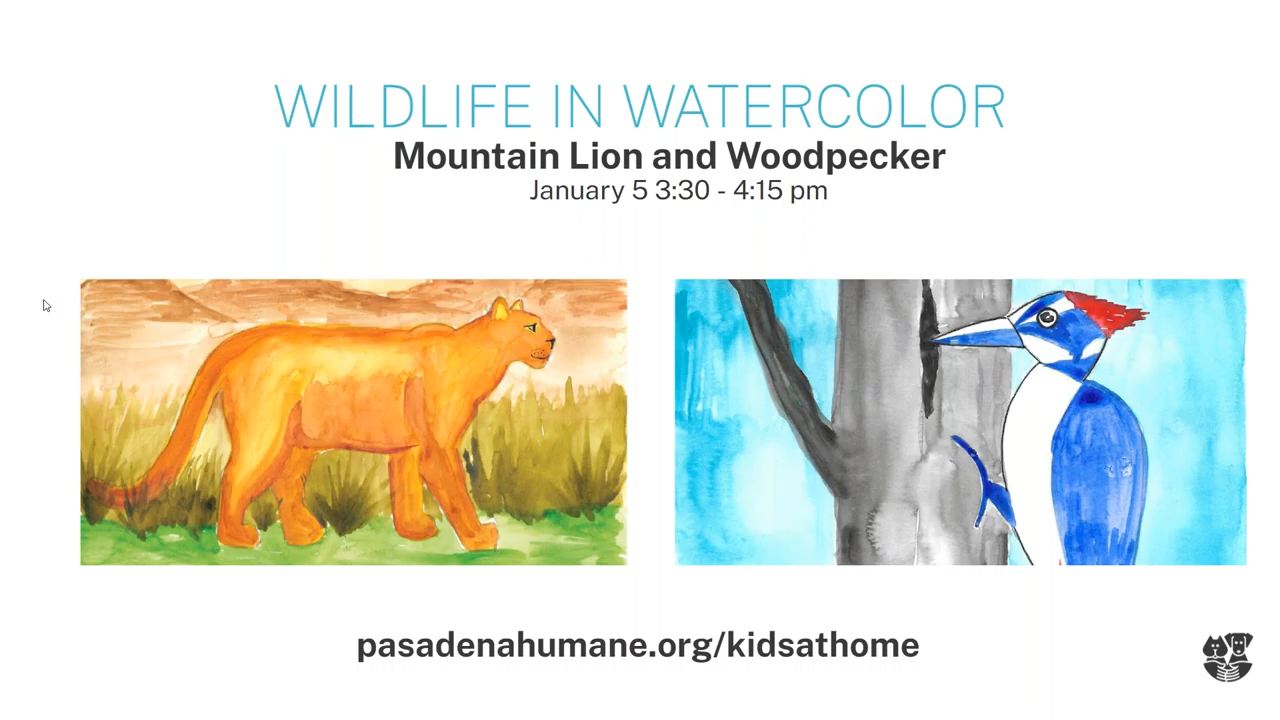 WILDLIFE IN WATERCOLOR
Mountain Lion and Woodpecker
January 5 3:30 - 4:15 pm
pasadenahumane.org/kidsathome